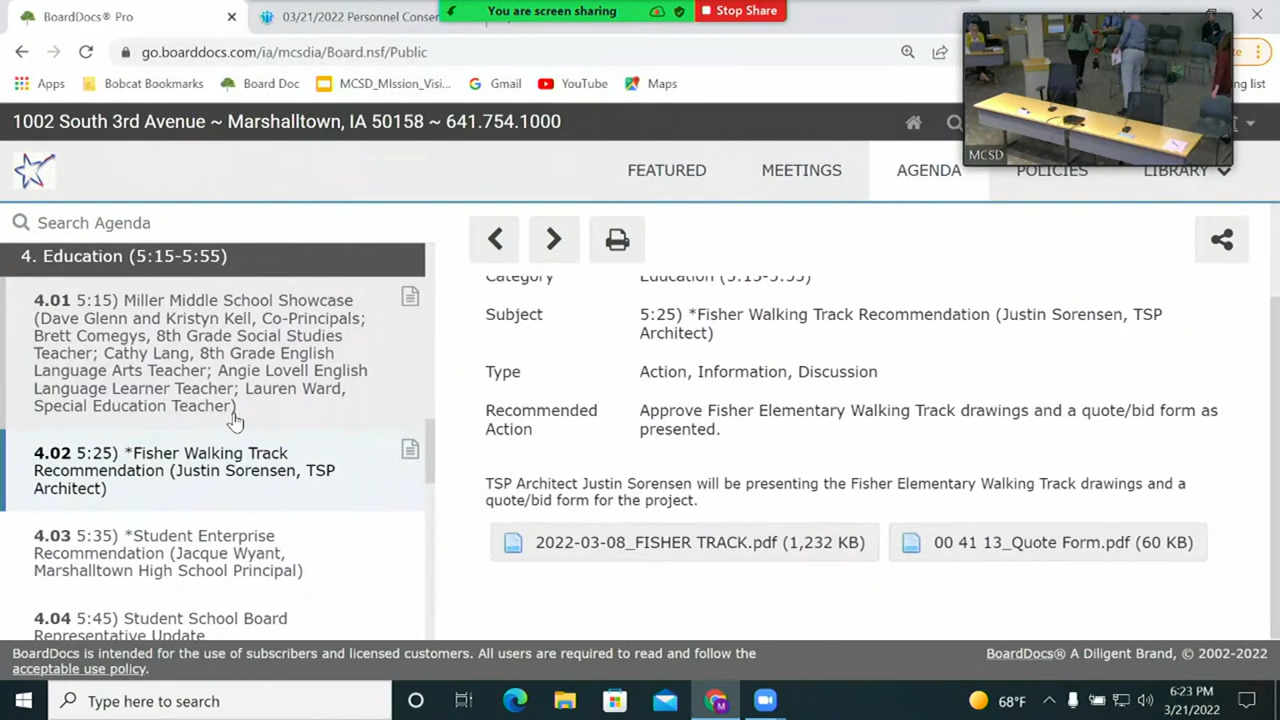 BoardDocs® Pro
03/21/2022 Personnel Conser
You are screen sharing
Stop Share
go.boarddocs.com/ia/mcsdia/Board.nsf/Public
Apps
Bobcat Bookmarks
Board Doc
MCSD_MIssion_Visi...
Gmail
YouTube
Maps
1002 South 3rd Avenue ~ Marshalltown, IA 50158 ~ 641.754.1000
MCSD
FEATURED
MEETINGS
AGENDA
POLICIES
LIBRARY
Search Agenda
4. Education (5:15-5:55)
4.01 5:15) Miller Middle School Showcase
(Dave Glenn and Kristyn Kell, Co-Principals;
Brett Comegys, 8th Grade Social Studies
Teacher; Cathy Lang, 8th Grade English
Language Arts Teacher; Angie Lovell English
Language Learner Teacher; Lauren Ward,
Special Education Teacher)
4.02 5:25) *Fisher Walking Track
Recommendation (Justin Sorensen, TSP
Architect)
4.03 5:35) *Student Enterprise
Recommendation (Jacque Wyant,
Marshalltown High School Principal)
4.04 5:45) Student School Board
Representative Update
Category Education (5:15-5:55)
Subject 5:25) *Fisher Walking Track Recommendation (Justin Sorensen, TSP
Architect)
Type Action, Information, Discussion
Recommended Approve Fisher Elementary Walking Track drawings and a quote/bid form as
Action presented.
TSP Architect Justin Sorensen will be presenting the Fisher Elementary Walking Track drawings and a
quote/bid form for the project.
2022-03-08_FISHER TRACK.pdf (1,232 KB)
00 41 13_Quote Form.pdf (60 KB)
BoardDocs is intended for the use of subscribers and licensed customers. All users are required to read and follow the
acceptable use policy.
BoardDocs® A Diligent Brand, © 2002-2022
Type here to search
68°F
6:23 PM
3/21/2022